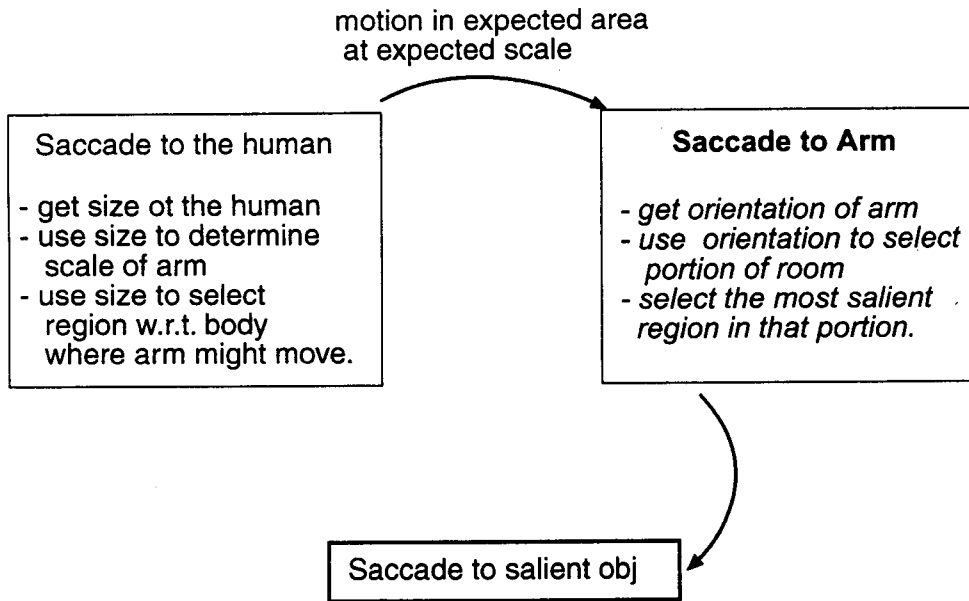 motion in expected area
at expected scale
Saccade to the human
- get size ot the human
- use size to determine
scale of arm
- use size to select
region w.r.t. body
where arm might move.
Saccade to Arm
- get orientation of arm
- use orientation to select
portion of room
- select the most salient
region in that portion.
Saccade to salient obj